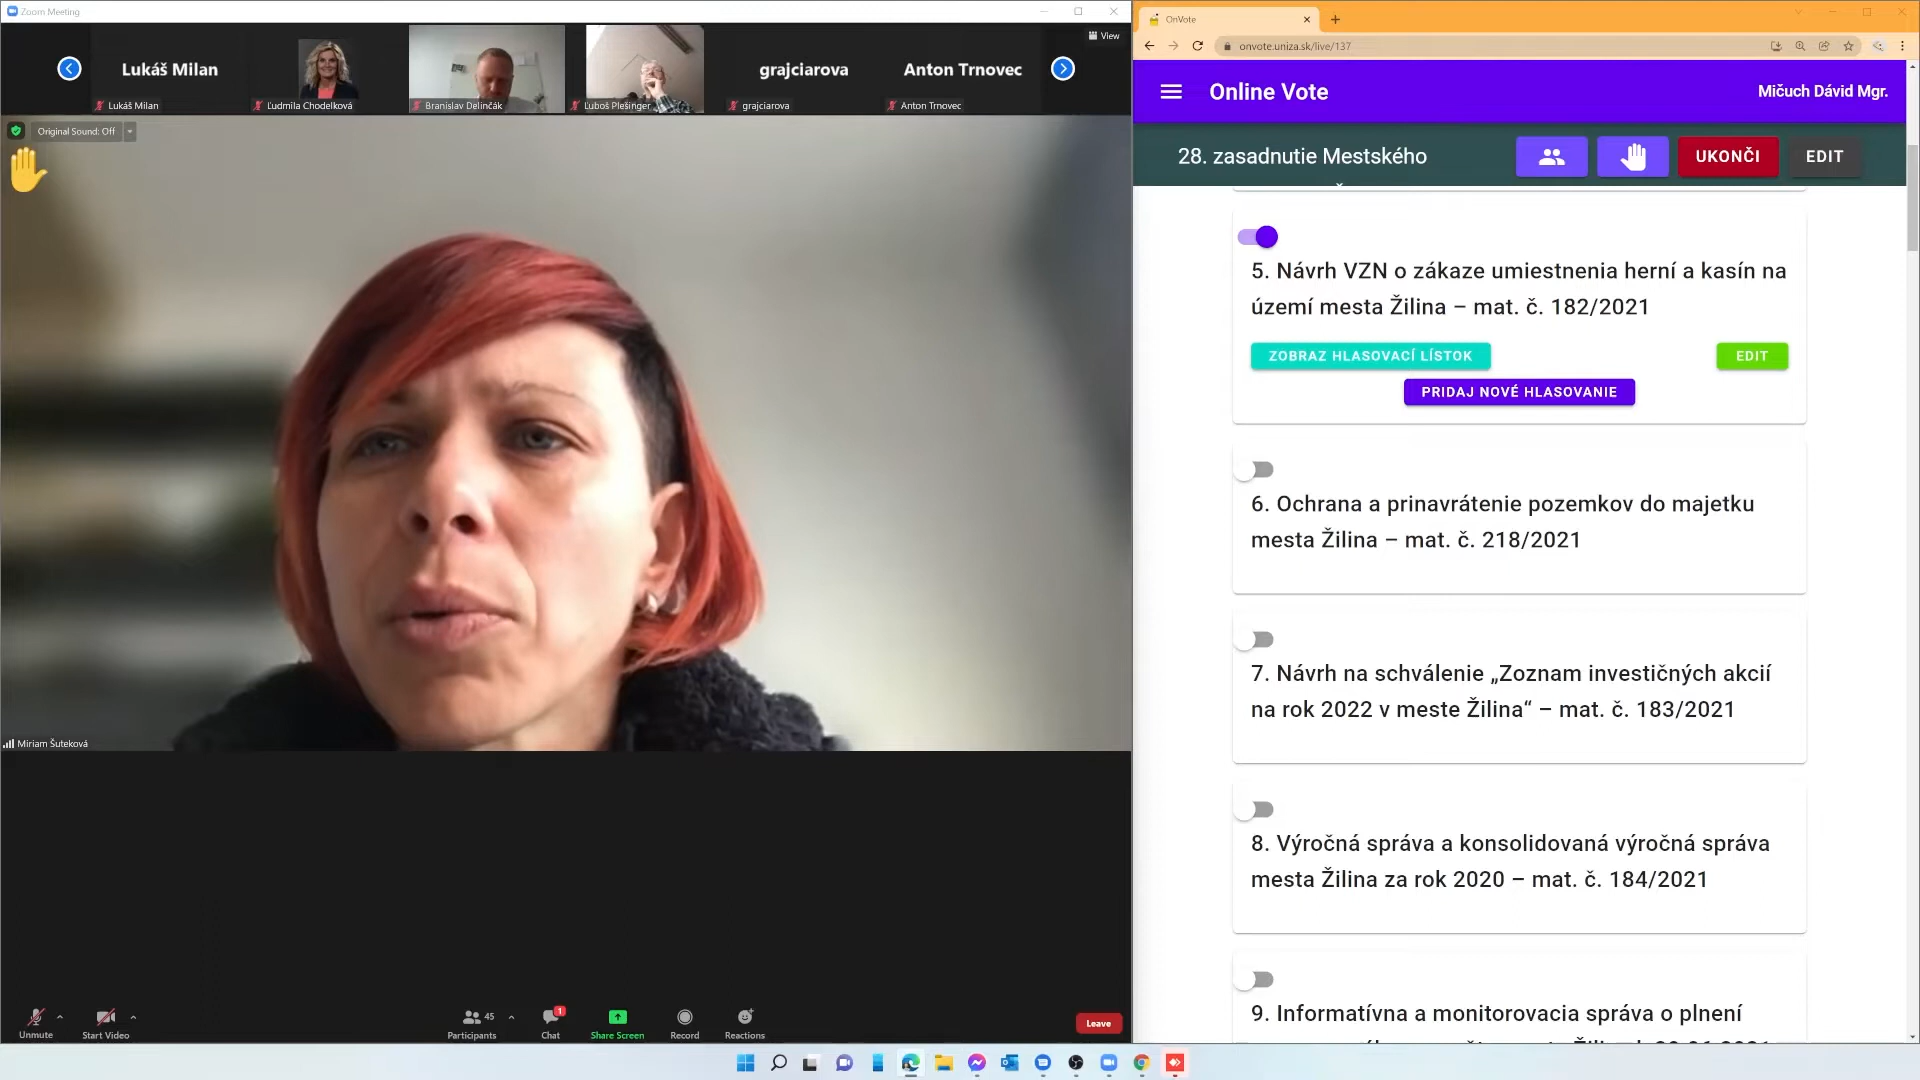 Zoom Meeting
View
Lukáš Milan
grajciarova
Anton Trnovec
Lukáš Milan
Ľudmila Chodelková
Branislav Delinčák
Ľuboš Plešinger
grajciarova
Anton Trnovec
Original Sound: Off
Miriam Šuteková
Unmute
Start Video
45
Participants
1
Chat
Share Screen
Record
Reactions
Leave
OnVote
onvote.uniza.sk/live/137
Online Vote
Mičuch Dávid Mgr.
28. zasadnutie Mestského
UKONČI
EDIT
5. Návrh VZN o zákaze umiestnenia herní a kasín na
území mesta Žilina – mat. č. 182/2021
ZOBRAZ HLASOVACÍ LÍSTOK
EDIT
PRIDAJ NOVÉ HLASOVANIE
6. Ochrana a prinavrátenie pozemkov do majetku
mesta Žilina – mat. č. 218/2021
7. Návrh na schválenie „Zoznam investičných akcií
na rok 2022 v meste Žilina“ – mat. č. 183/2021
8. Výročná správa a konsolidovaná výročná správa
mesta Žilina za rok 2020 – mat. č. 184/2021
9. Informatívna a monitorovacia správa o plnení